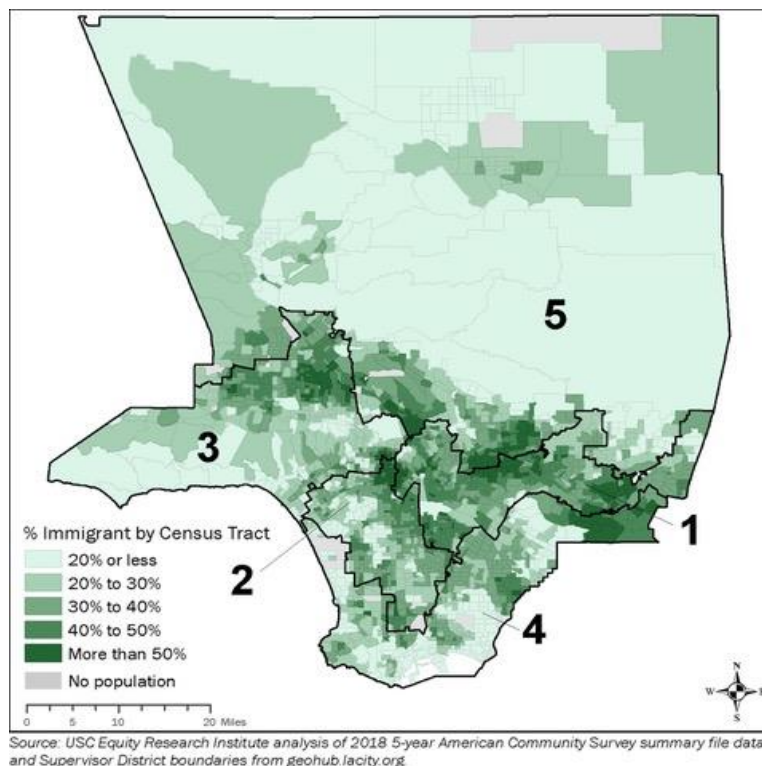 5
3
1
2
4
% Immigrant by Census Tract
20% or less
20% to 30%
30% to 40%
40% to 50%
More than 50%
No population
0 5 10 20 Miles
N
W E
S
Source: USC Equity Research Institute analysis of 2018 5-year American Community Survey summary file data
and Supervisor District boundaries from geohub.lacity.org